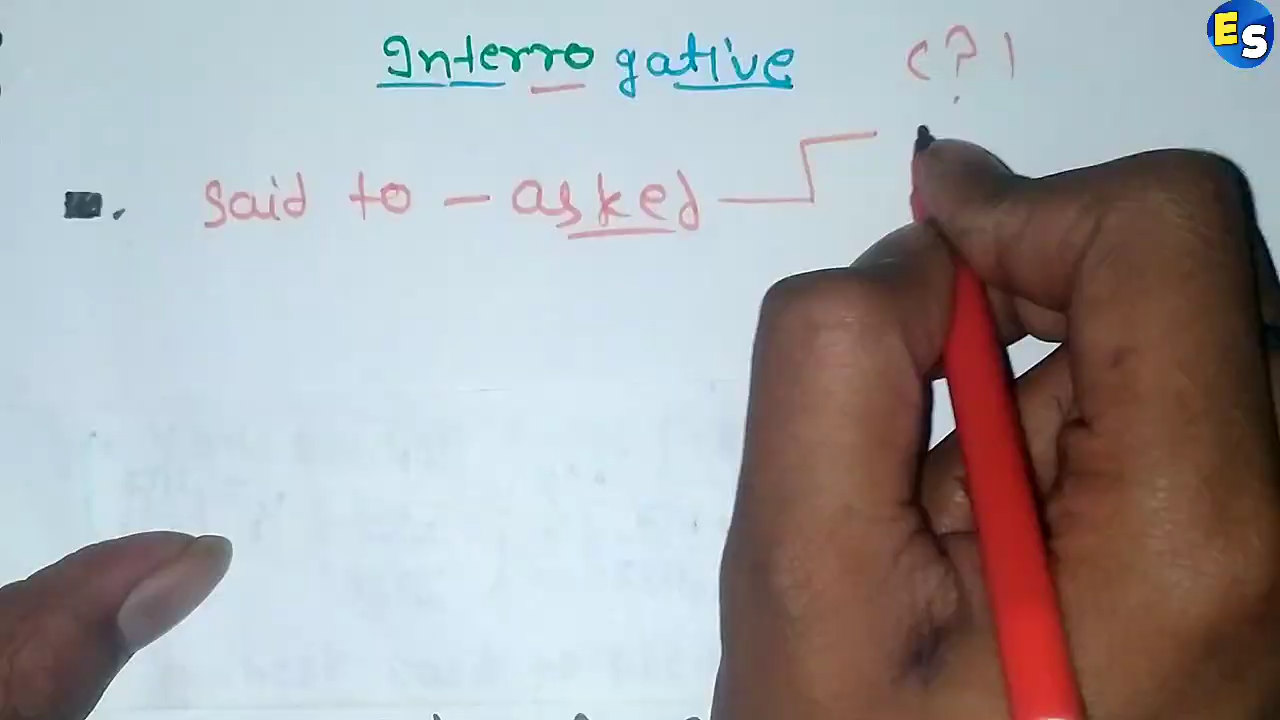 Interrogative (?)
said to - asked
ES